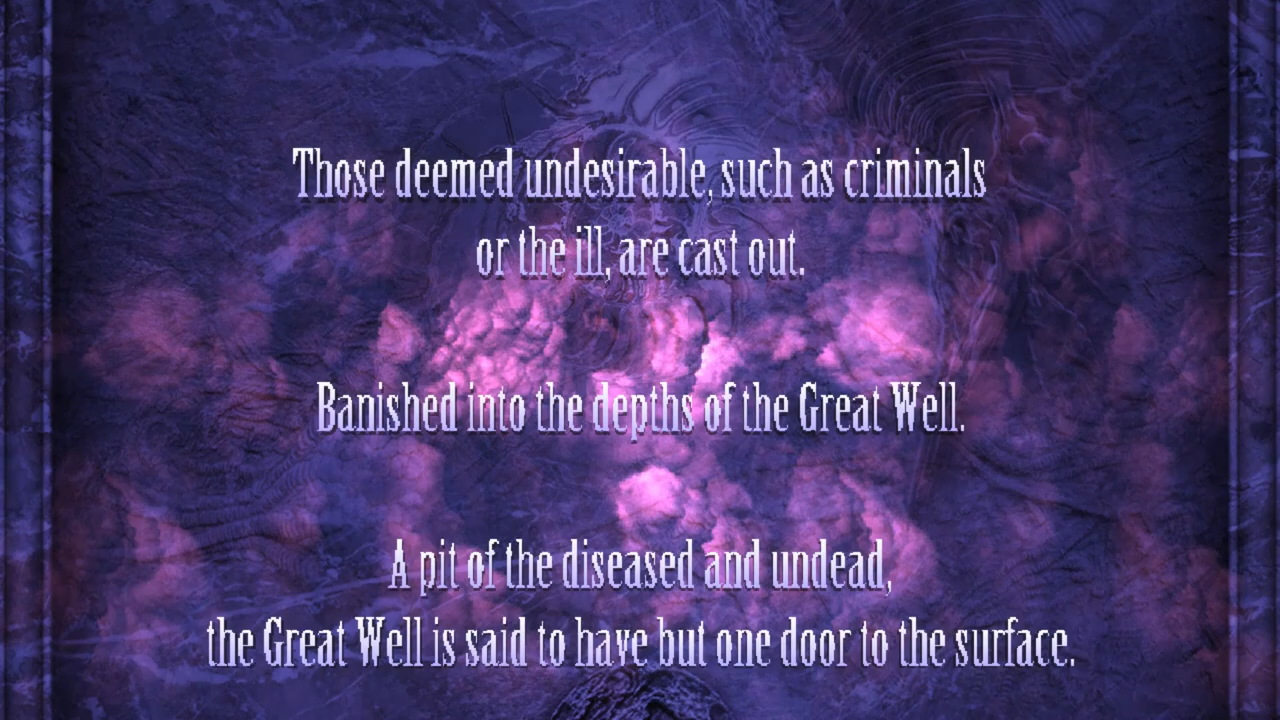 Those deemed undesirable, such as criminals
or the ill, are cast out.
Banished into the depths of the Great Well.
A pit of the diseased and undead,
the Great Well is said to have but one door to the surface.